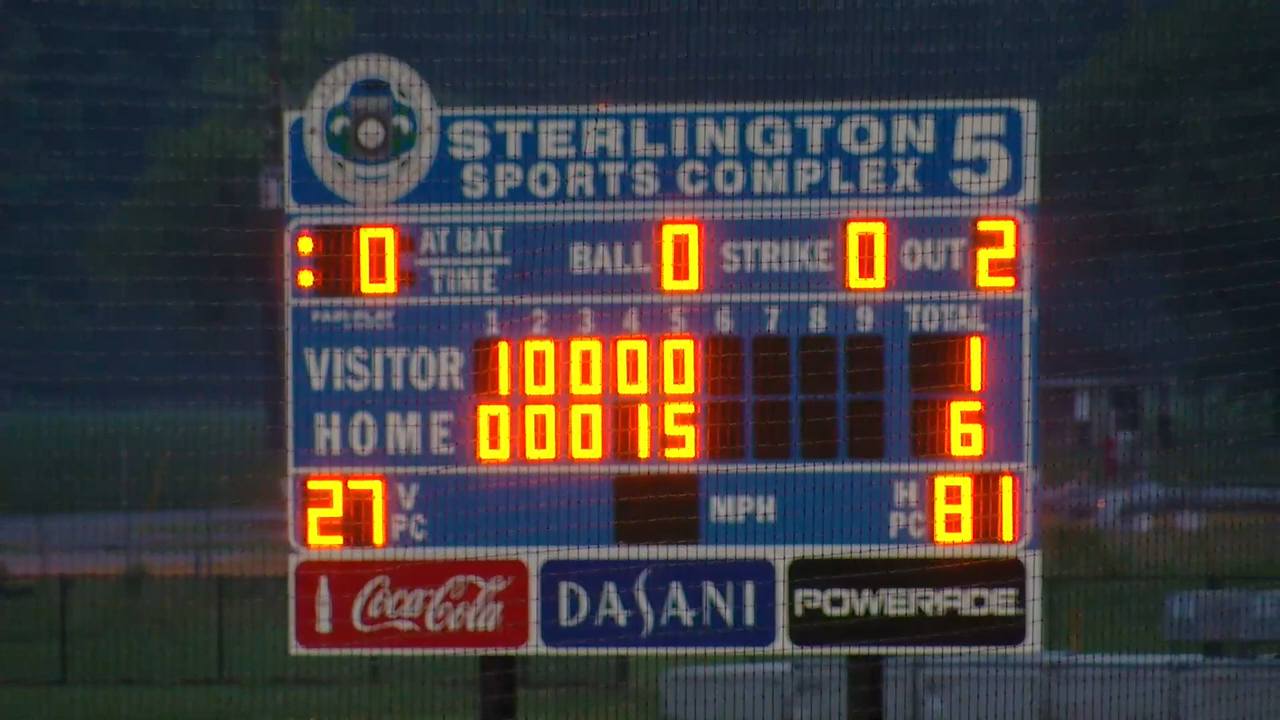 STERLINGTON 5
SPORTS COMPLEX
:0 AT BAT TIME BALL 0 STRIKE 0 OUT 2
1 2 3 4 5 6 7 8 9 TOTAL
VISITOR 1 0 0 0 0 1
HOME 0 0 0 1 5 6
27 V PC MPH H PC 81
Coca-Cola DASANI POWERADE